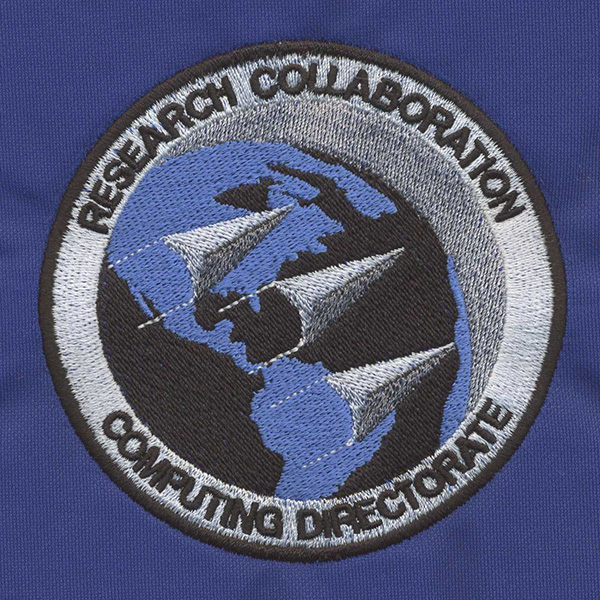 RESEARCH COLLABORATION
COMPUTING DIRECTORATE